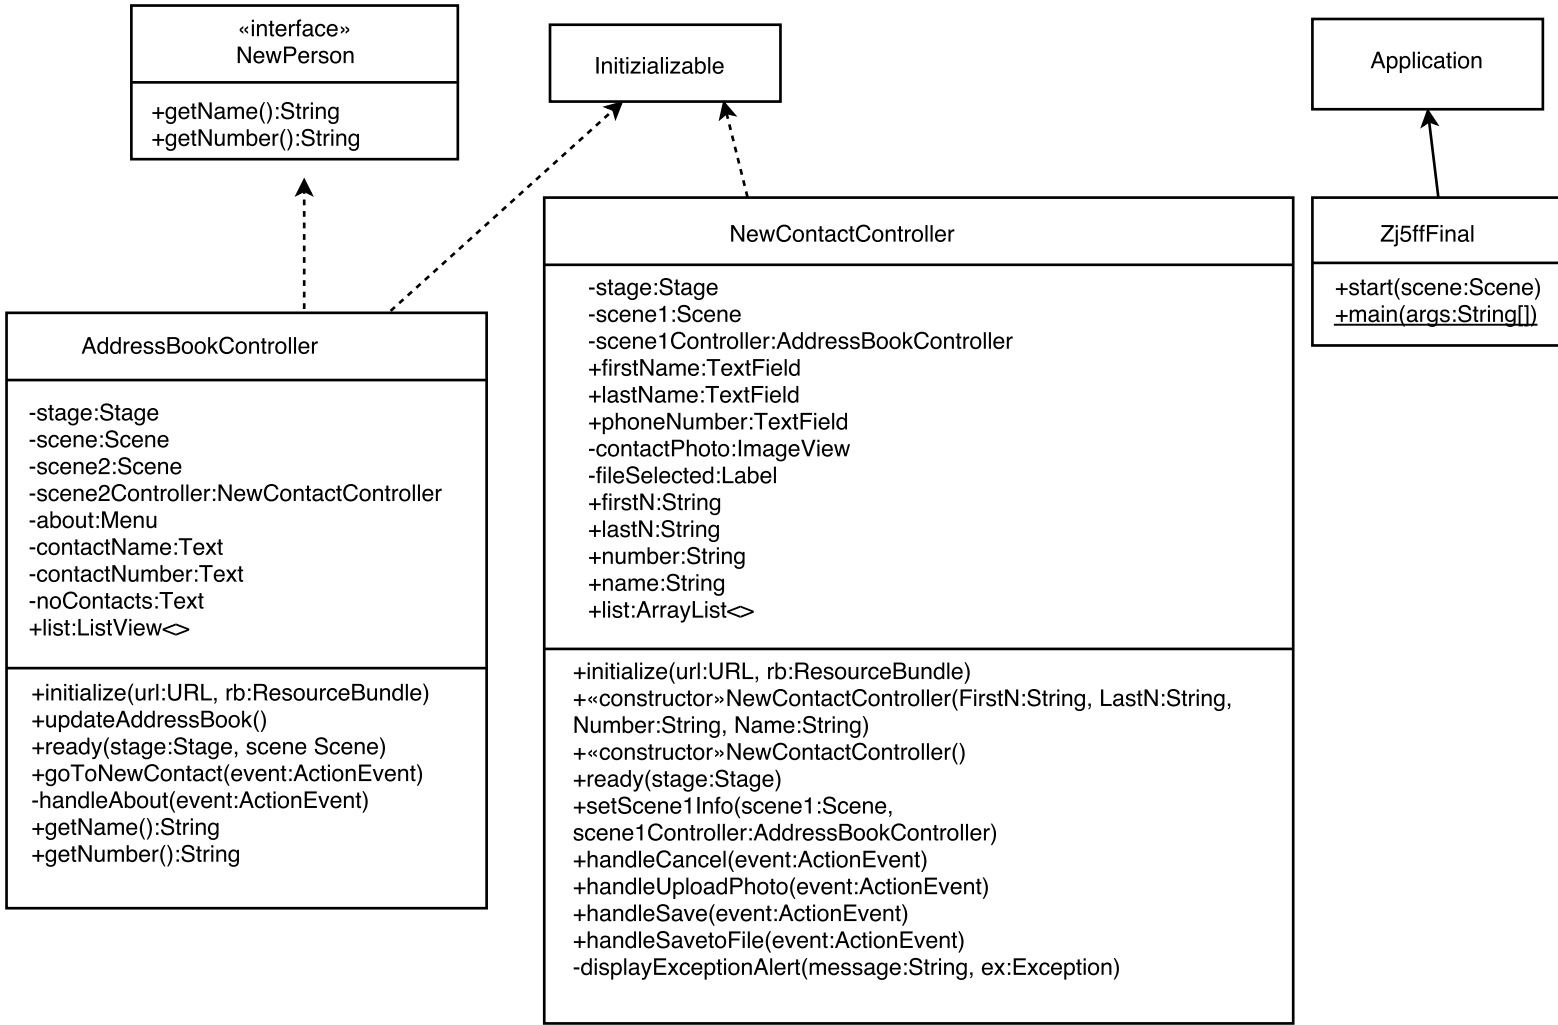 «interface»
NewPerson
+getName():String
+getNumber():String
Initizializable
Application
AddressBookController
-stage:Stage
-scene:Scene
-scene2:Scene
-scene2Controller:NewContactController
-about:Menu
-contactName:Text
-contactNumber:Text
-noContacts:Text
+list:ListView<>
+initialize(url:URL, rb:ResourceBundle)
+updateAddressBook()
+ready(stage:Stage, scene Scene)
+goToNewContact(event:ActionEvent)
-handleAbout(event:ActionEvent)
+getName():String
+getNumber():String
NewContactController
-stage:Stage
-scene1:Scene
-scene1Controller:AddressBookController
+firstName:TextField
+lastName:TextField
+phoneNumber:TextField
-contactPhoto:ImageView
-fileSelected:Label
+firstN:String
+lastN:String
+number:String
+name:String
+list:ArrayList<>
+initialize(url:URL, rb:ResourceBundle)
+«constructor»NewContactController(FirstN:String, LastN:String,
Number:String, Name:String)
+«constructor»NewContactController()
+ready(stage:Stage)
+setScene1Info(scene1:Scene,
scene1Controller:AddressBookController)
+handleCancel(event:ActionEvent)
+handleUploadPhoto(event:ActionEvent)
+handleSave(event:ActionEvent)
+handleSavetoFile(event:ActionEvent)
-displayExceptionAlert(message:String, ex:Exception)
Zj5ffFinal
+start(scene:Scene)
+main(args:String[])